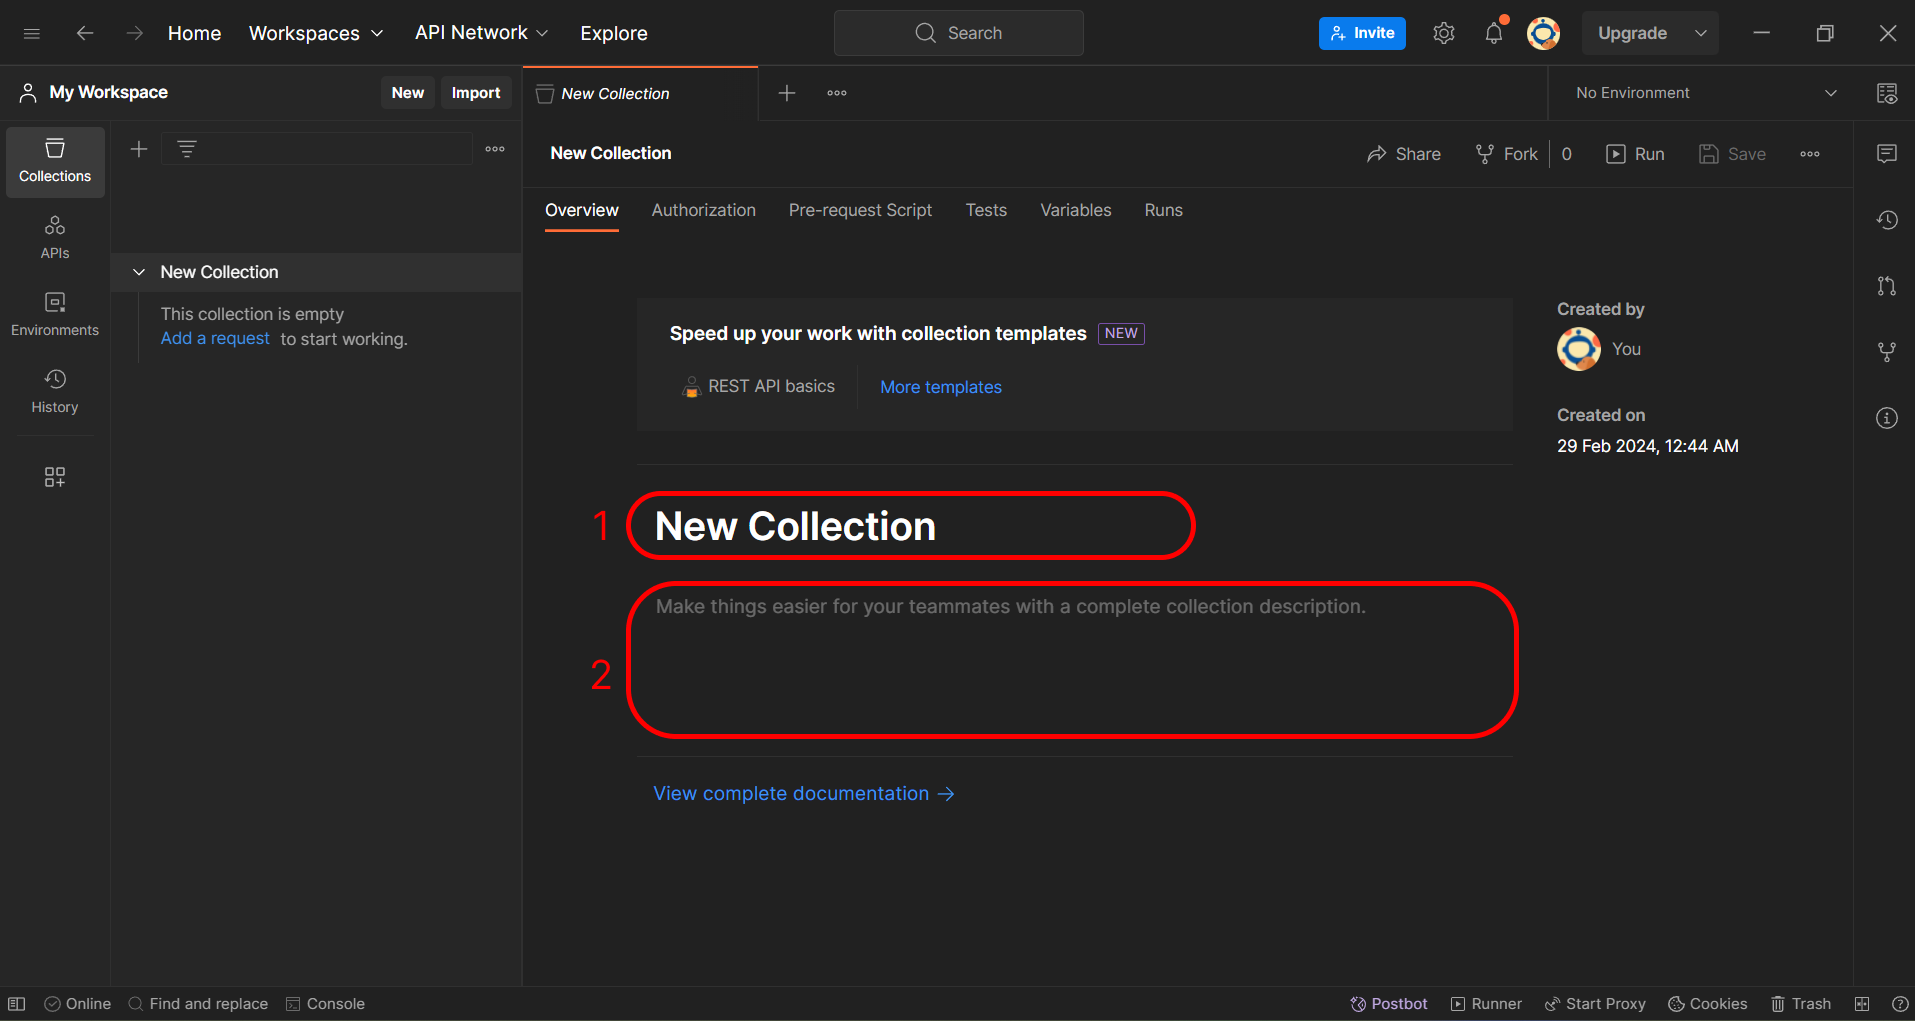 Home Workspaces API Network Explore Search Invite Upgrade
My Workspace New Import New Collection No Environment
New Collection Share Fork 0 Run Save
Collections
Overview Authorization Pre-request Script Tests Variables Runs
APIs
New Collection
This collection is empty
Add a request to start working.
Environments
History
Speed up your work with collection templates NEW
REST API basics More templates
Created by
You
Created on
29 Feb 2024, 12:44 AM
1 New Collection
Make things easier for your teammates with a complete collection description.
2
View complete documentation →
Online Find and replace Console Postbot Runner Start Proxy Cookies Trash